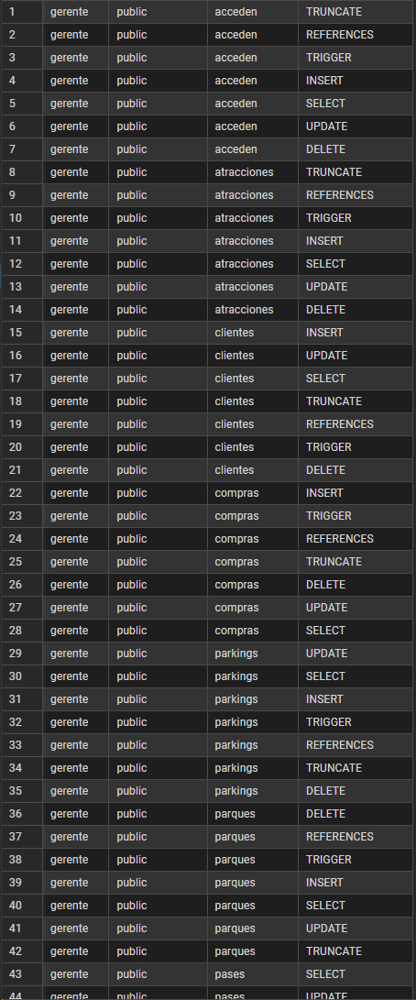 1 gerente public acceden TRUNCATE
2 gerente public acceden REFERENCES
3 gerente public acceden TRIGGER
4 gerente public acceden INSERT
5 gerente public acceden SELECT
6 gerente public acceden UPDATE
7 gerente public acceden DELETE
8 gerente public atracciones TRUNCATE
9 gerente public atracciones REFERENCES
10 gerente public atracciones TRIGGER
11 gerente public atracciones INSERT
12 gerente public atracciones SELECT
13 gerente public atracciones UPDATE
14 gerente public atracciones DELETE
15 gerente public clientes INSERT
16 gerente public clientes UPDATE
17 gerente public clientes SELECT
18 gerente public clientes TRUNCATE
19 gerente public clientes REFERENCES
20 gerente public clientes TRIGGER
21 gerente public clientes DELETE
22 gerente public compras INSERT
23 gerente public compras TRIGGER
24 gerente public compras REFERENCES
25 gerente public compras TRUNCATE
26 gerente public compras DELETE
27 gerente public compras UPDATE
28 gerente public compras SELECT
29 gerente public parkings UPDATE
30 gerente public parkings SELECT
31 gerente public parkings INSERT
32 gerente public parkings TRIGGER
33 gerente public parkings REFERENCES
34 gerente public parkings TRUNCATE
35 gerente public parkings DELETE
36 gerente public parques DELETE
37 gerente public parques REFERENCES
38 gerente public parques TRIGGER
39 gerente public parques INSERT
40 gerente public parques SELECT
41 gerente public parques UPDATE
42 gerente public parques TRUNCATE
43 gerente public pases SELECT
44 gerente public pases UPDATE